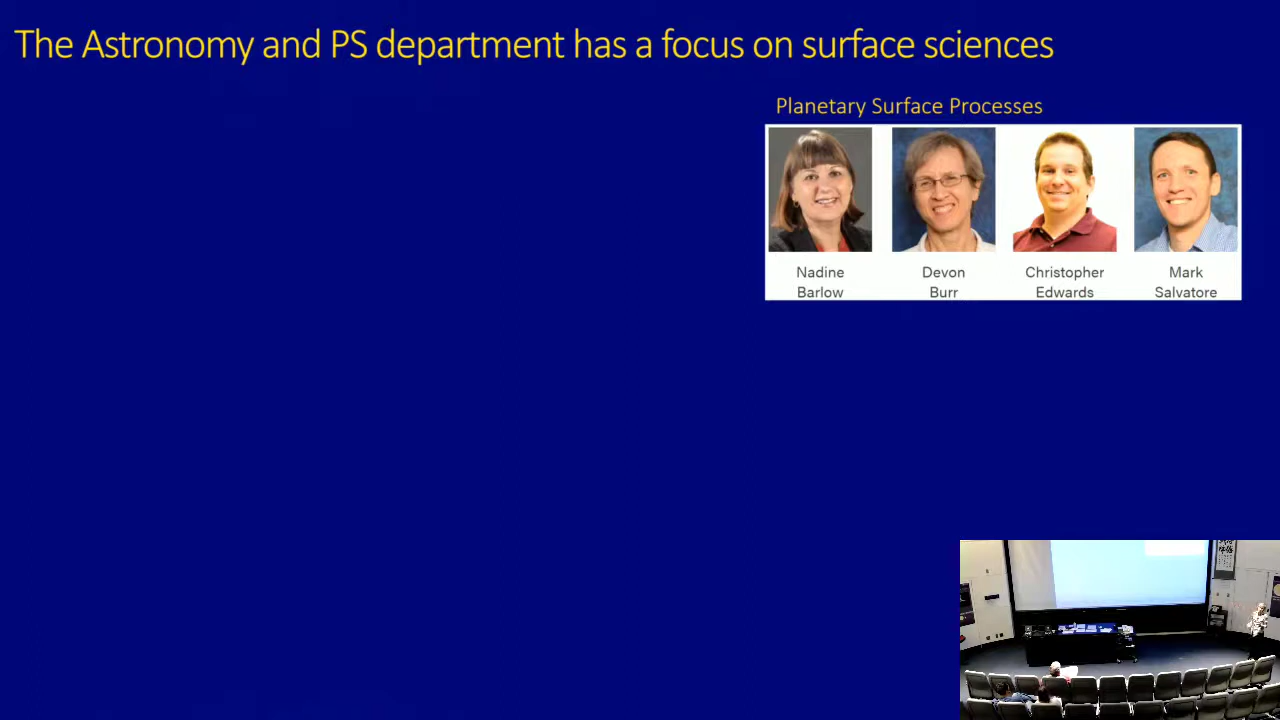 The Astronomy and PS department has a focus on surface sciences
Planetary Surface Processes
Nadine Devon Christopher Mark
Barlow Burr Edwards Salvatore